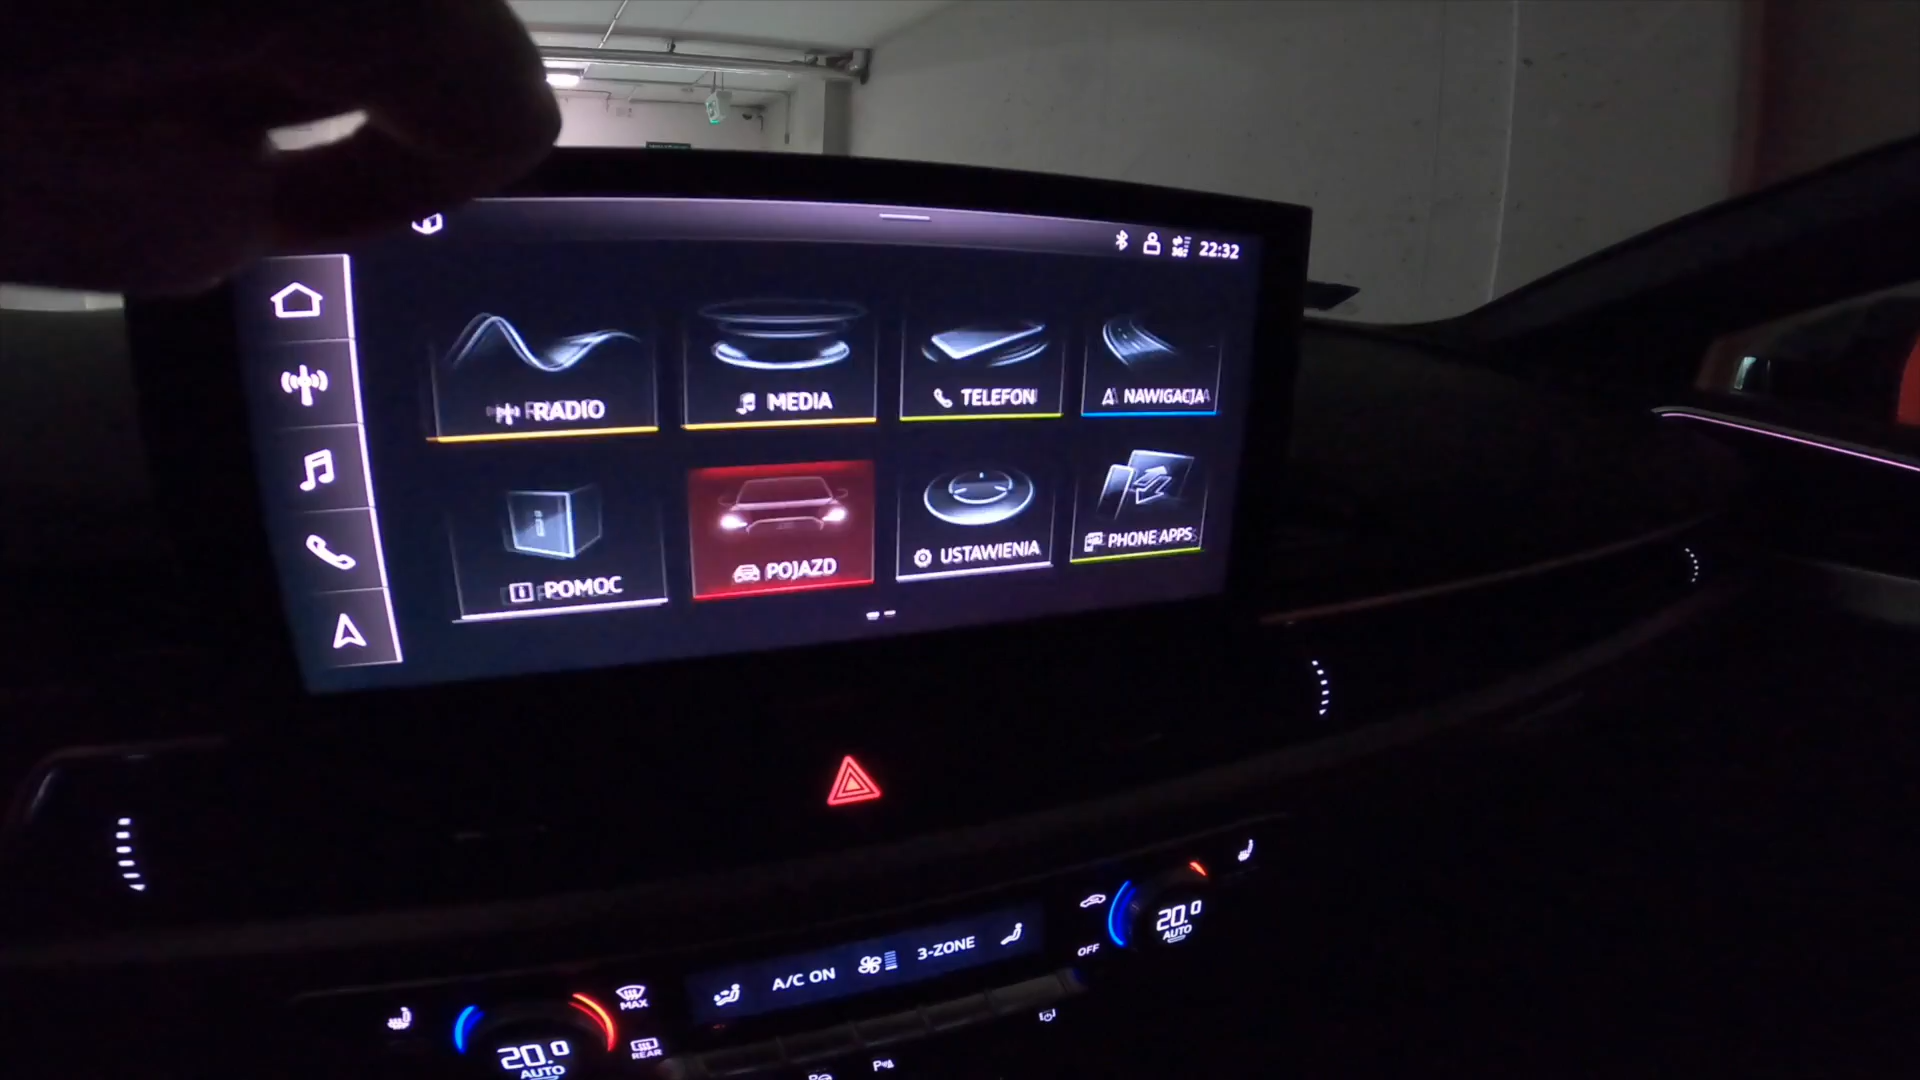 22:32
RADIO
MEDIA
TELEFON
NAWIGACJA
POMOC
POJAZD
USTAWIENIA
PHONE APPS
MAX
REAR
20.0
AUTO
A/C ON
3-ZONE
OFF
20.0
AUTO